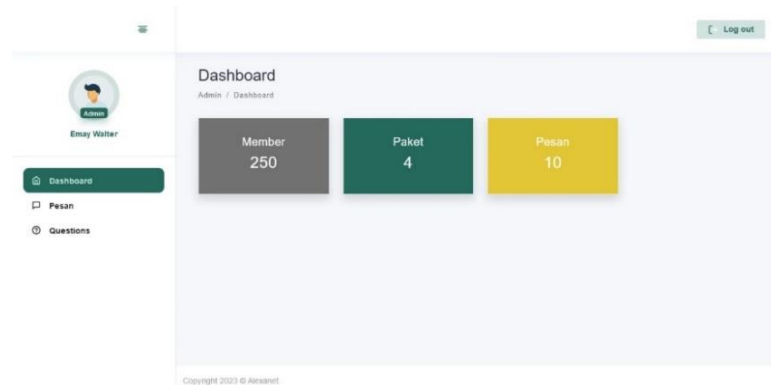 Log out
Admin
Emay Walter
Dashboard
Pesan
Questions
Dashboard
Admin / Dashboard
Member
250
Paket
4
Pesan
10
Copyright 2023 ©